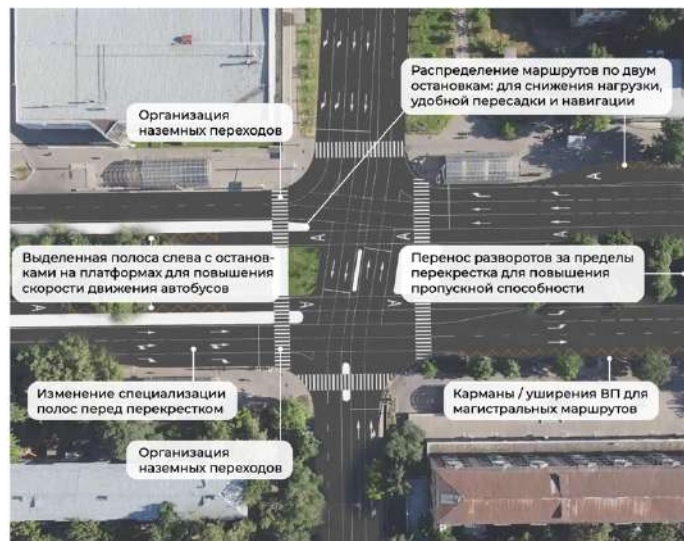 Распределение маршрутов по двум
остановкам: для снижения нагрузки,
удобной пересадки и навигации
Организация
наземных переходов
Выделенная полоса слева с останов-
ками на платформах для повышения
скорости движения автобусов
Перенос разворотов за пределы
перекрестка для повышения
пропускной способности
Изменение специализации
полос перед перекрестком
Карманы / уширения ВП для
магистральных маршрутов
Организация
наземных переходов
А
А
А
А
А